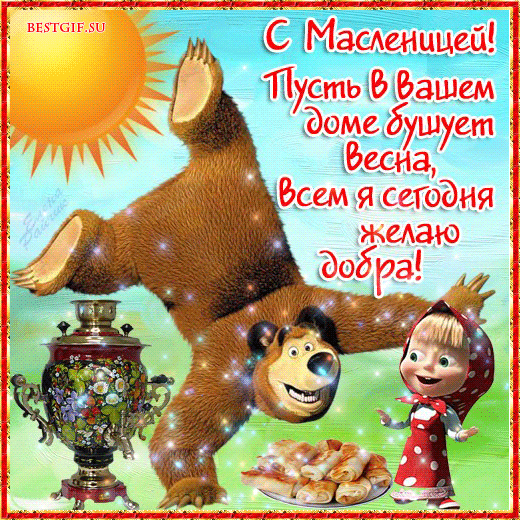 BESTGIF.SU
С Масленицей!
Пусть в Вашем
доме бушует
Весна,
Всем я сегодня
желаю
добра!